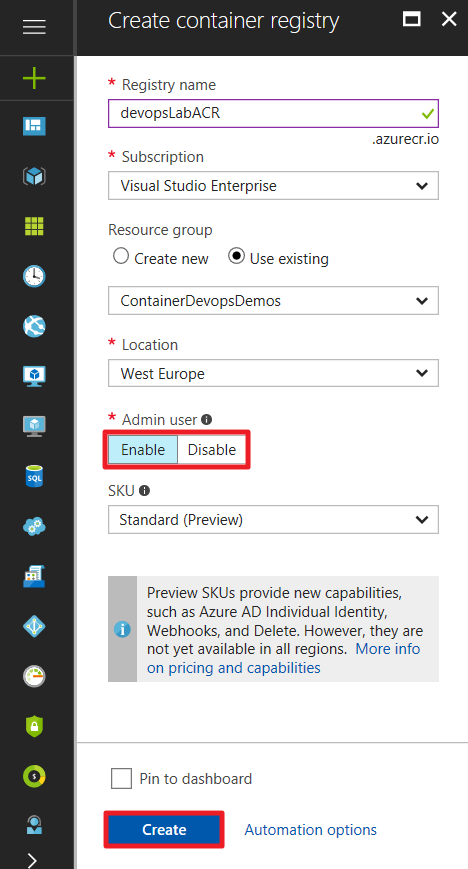 Create container registry
* Registry name
devopsLabACR
.azurecr.io
* Subscription
Visual Studio Enterprise
Resource group
Create new
Use existing
ContainerDevopsDemos
* Location
West Europe
* Admin user
Enable
Disable
SKU
Standard (Preview)
Preview SKUs provide new capabilities,
such as Azure AD Individual Identity,
Webhooks, and Delete. However, they are
not yet available in all regions. More info
on pricing and capabilities
Pin to dashboard
Create
Automation options
SQL